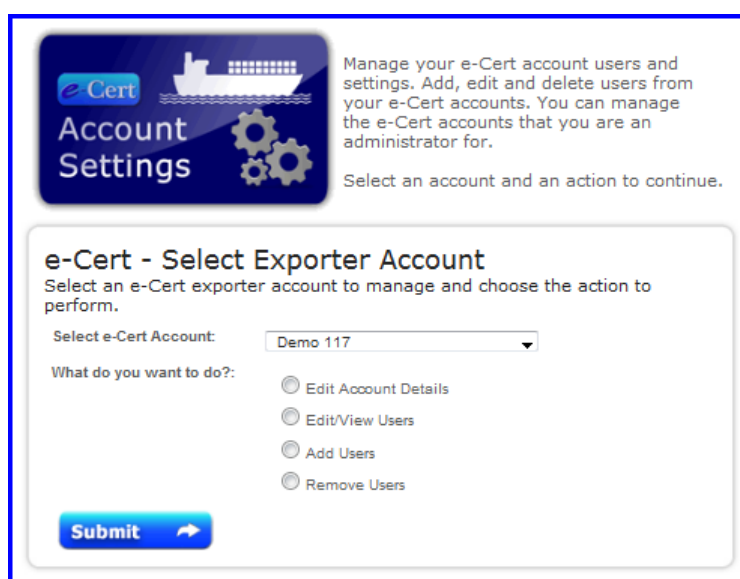 e-Cert
Account
Settings
Manage your e-Cert account users and
settings. Add, edit and delete users from
your e-Cert accounts. You can manage
the e-Cert accounts that you are an
administrator for.
Select an account and an action to continue.
e-Cert - Select Exporter Account
Select an e-Cert exporter account to manage and choose the action to
perform.
Select e-Cert Account:
Demo 117
What do you want to do?:
Edit Account Details
Edit/View Users
Add Users
Remove Users
Submit